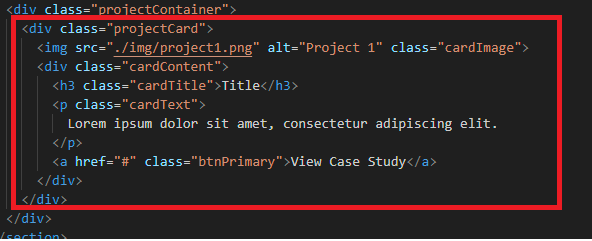 <div class="projectContainer">
<div class="projectCard">
<img src="./img/project1.png" alt="Project 1" class="cardImage">
<div class="cardContent">
<h3 class="cardTitle">Title</h3>
<p class="cardText">
Lorem ipsum dolor sit amet, consectetur adipiscing elit.
</p>
<a href="#" class="btnPrimary">View Case Study</a>
</div>
</div>
</div>
/section>